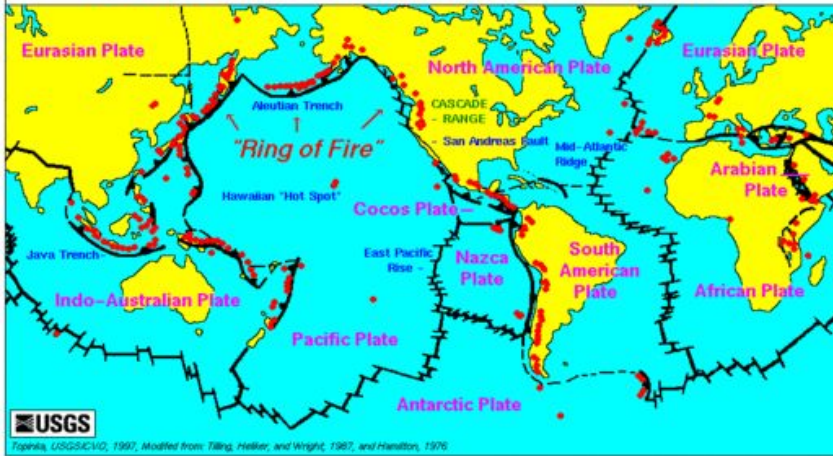 Eurasian Plate
North American Plate
Eurasian Plate
Aleutian Trench
CASCADE
RANGE
"Ring of Fire"
San Andreas Fault
Mid-Atlantic
Ridge
Arabian
Plate
Hawaiian "Hot Spot"
Cocos Plate
Java Trench
East Pacific
Rise
Nazca
Plate
South
American
Plate
African Plate
Indo-Australian Plate
Pacific Plate
Antarctic Plate
USGS
Topinka, USGS/CVO, 1997, Modified from: Tilling, Heliker, and Wright, 1987, and Hamilton, 1976